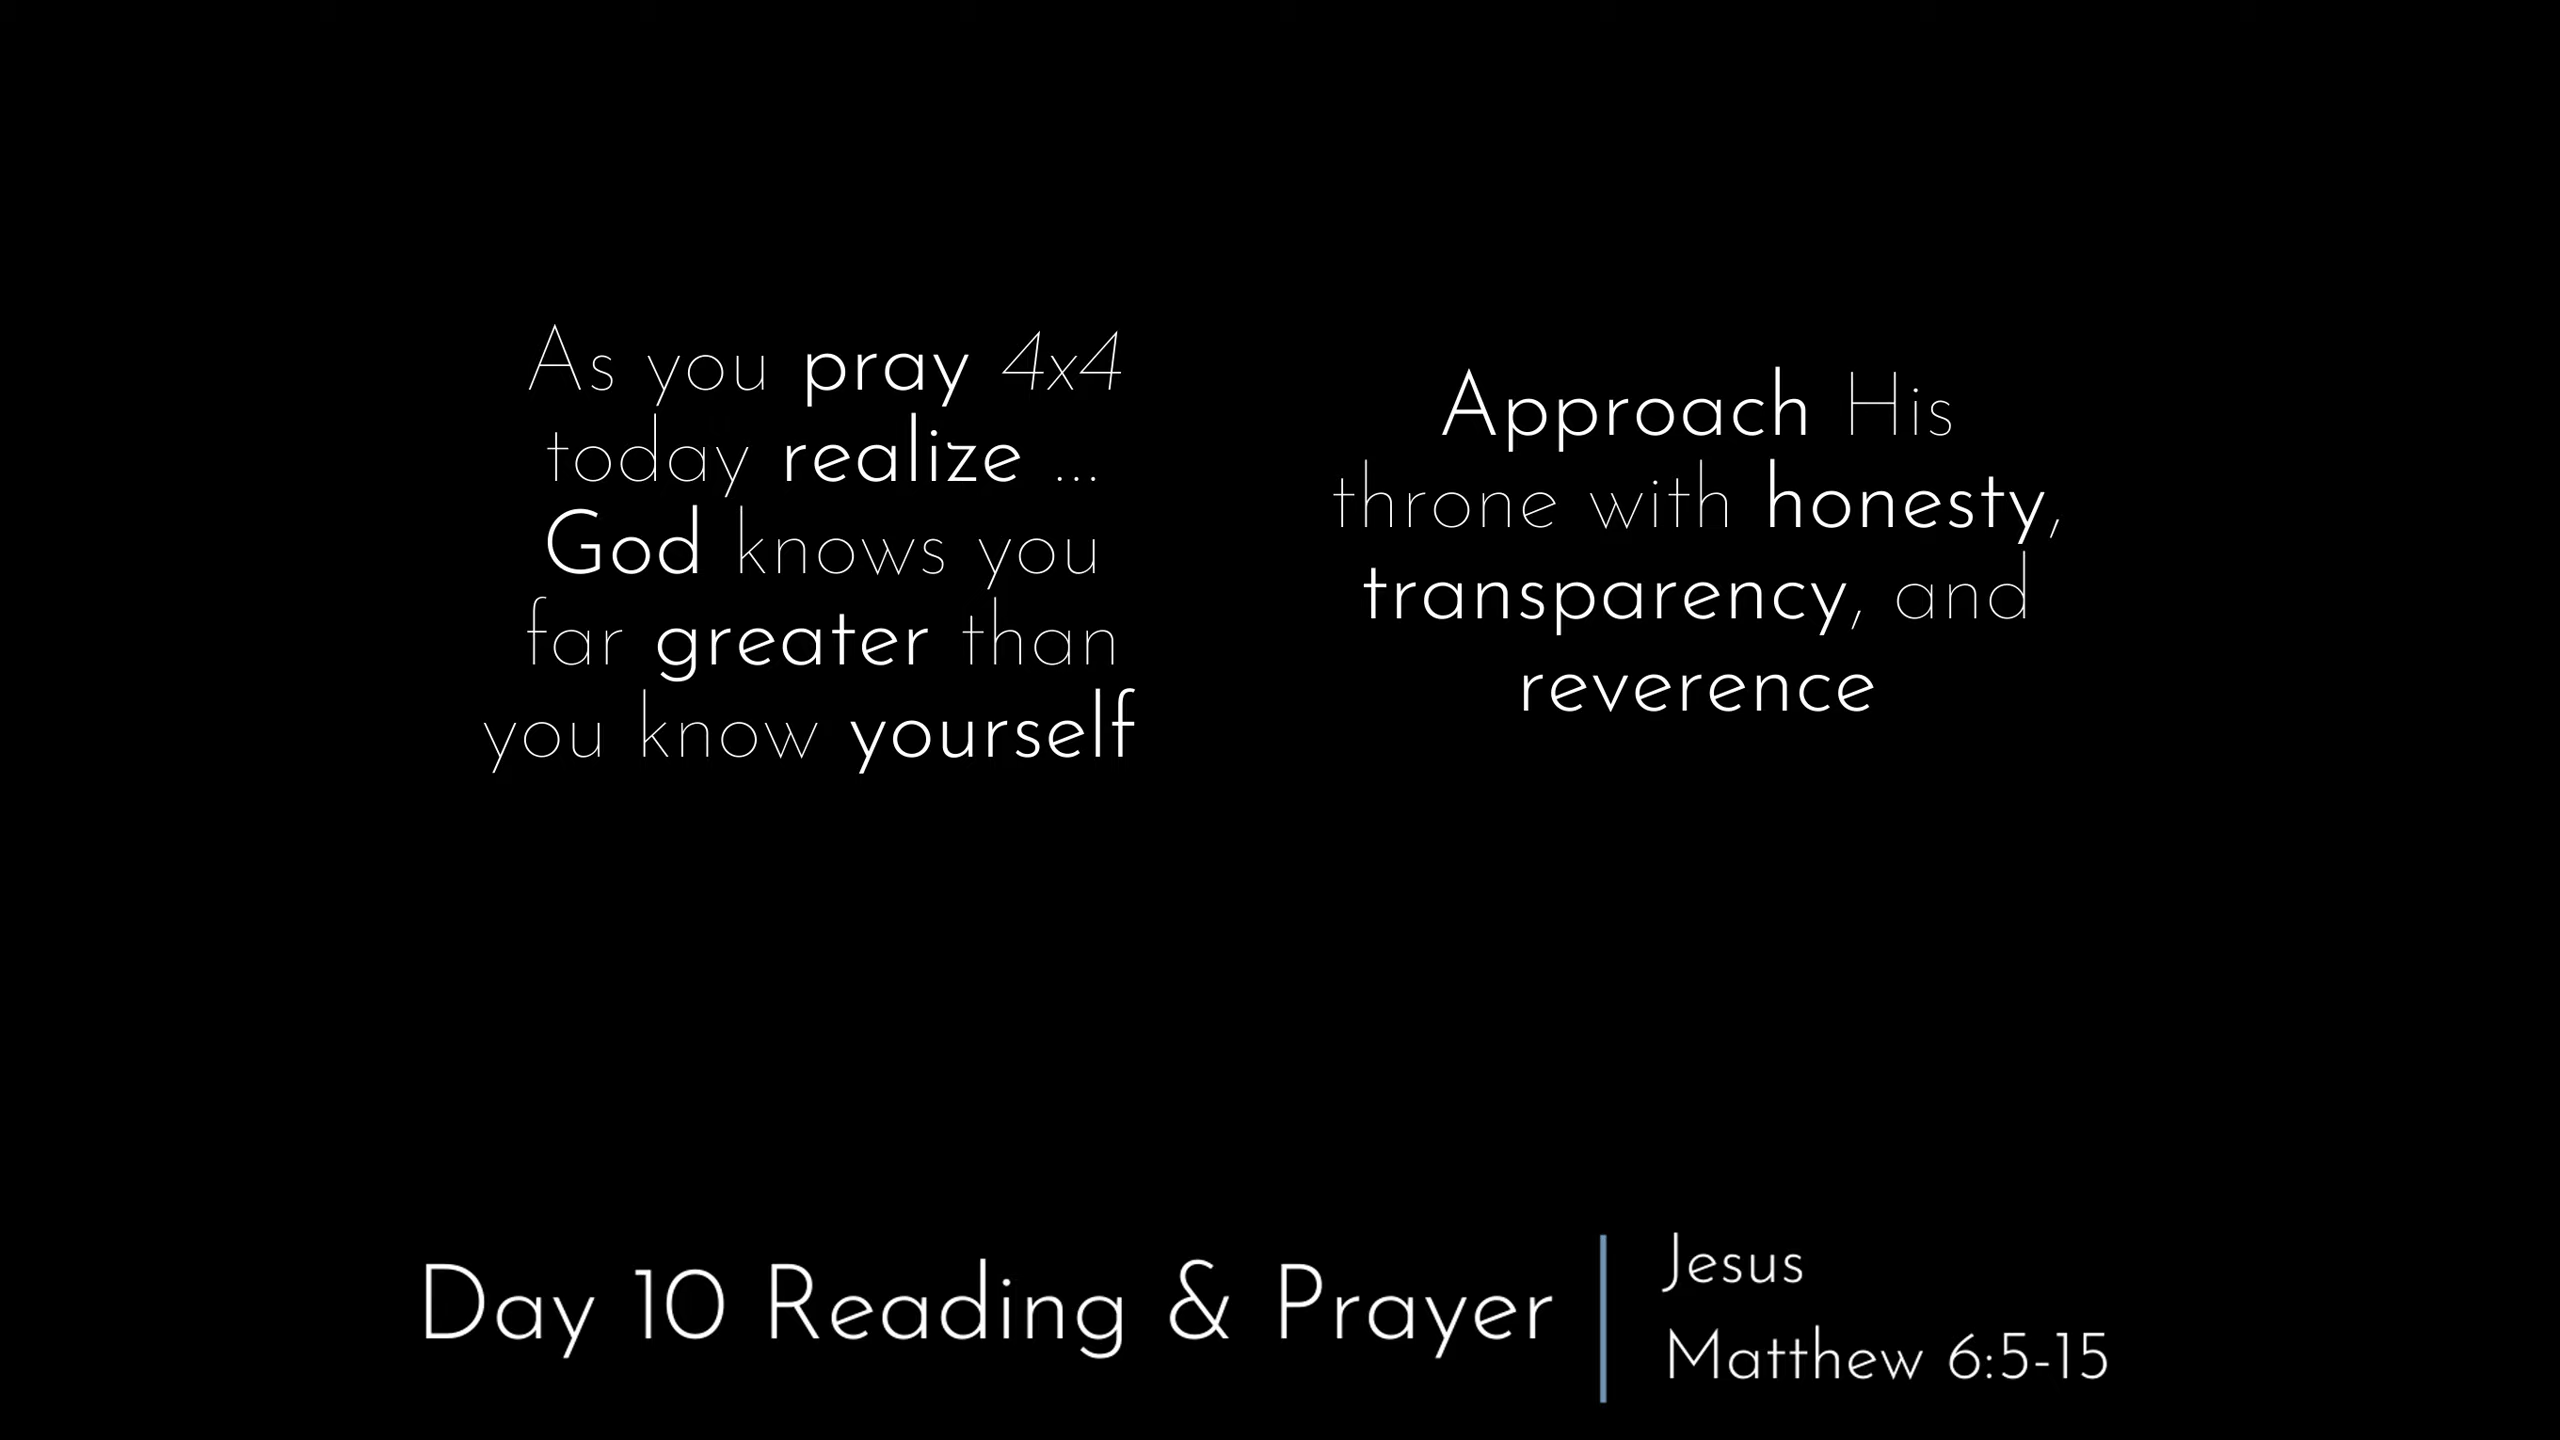 As you pray 4x4
today realize ...
God knows you
far greater than
you know yourself
Approach His
throne with honesty,
transparency, and
reverence
Day 10 Reading & Prayer
Jesus
Matthew 6:5-15